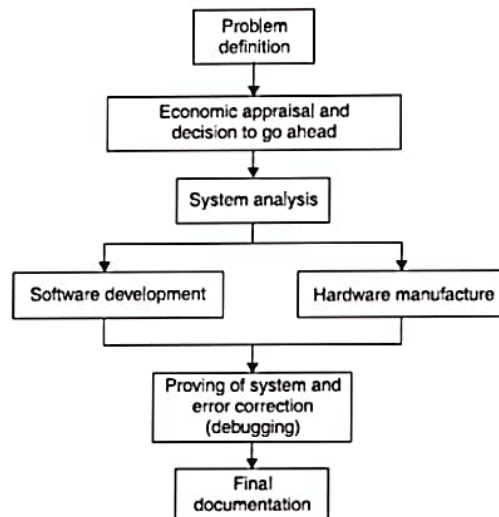 Problem
definition
Economic appraisal and
decision to go ahead
System analysis
Software development
Hardware manufacture
Proving of system and
error correction
(debugging)
Final
documentation